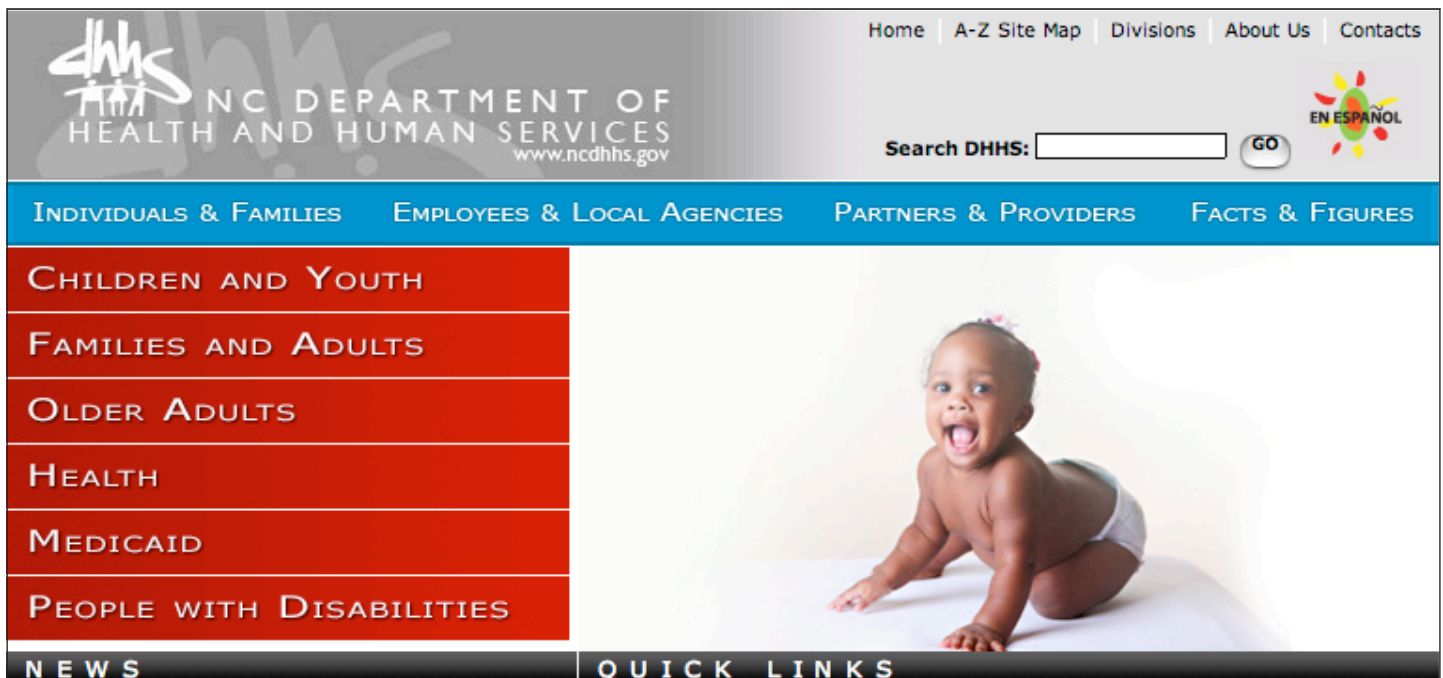 Home A-Z Site Map Divisions About Us Contacts
dhhs
NC DEPARTMENT OF
HEALTH AND HUMAN SERVICES
www.ncdhhs.gov
EN ESPAÑOL
Search DHHS: GO
INDIVIDUALS & FAMILIES EMPLOYEES & LOCAL AGENCIES PARTNERS & PROVIDERS FACTS & FIGURES
CHILDREN AND YOUTH
FAMILIES AND ADULTS
OLDER ADULTS
HEALTH
MEDICAID
PEOPLE WITH DISABILITIES
NEWS QUICK LINKS